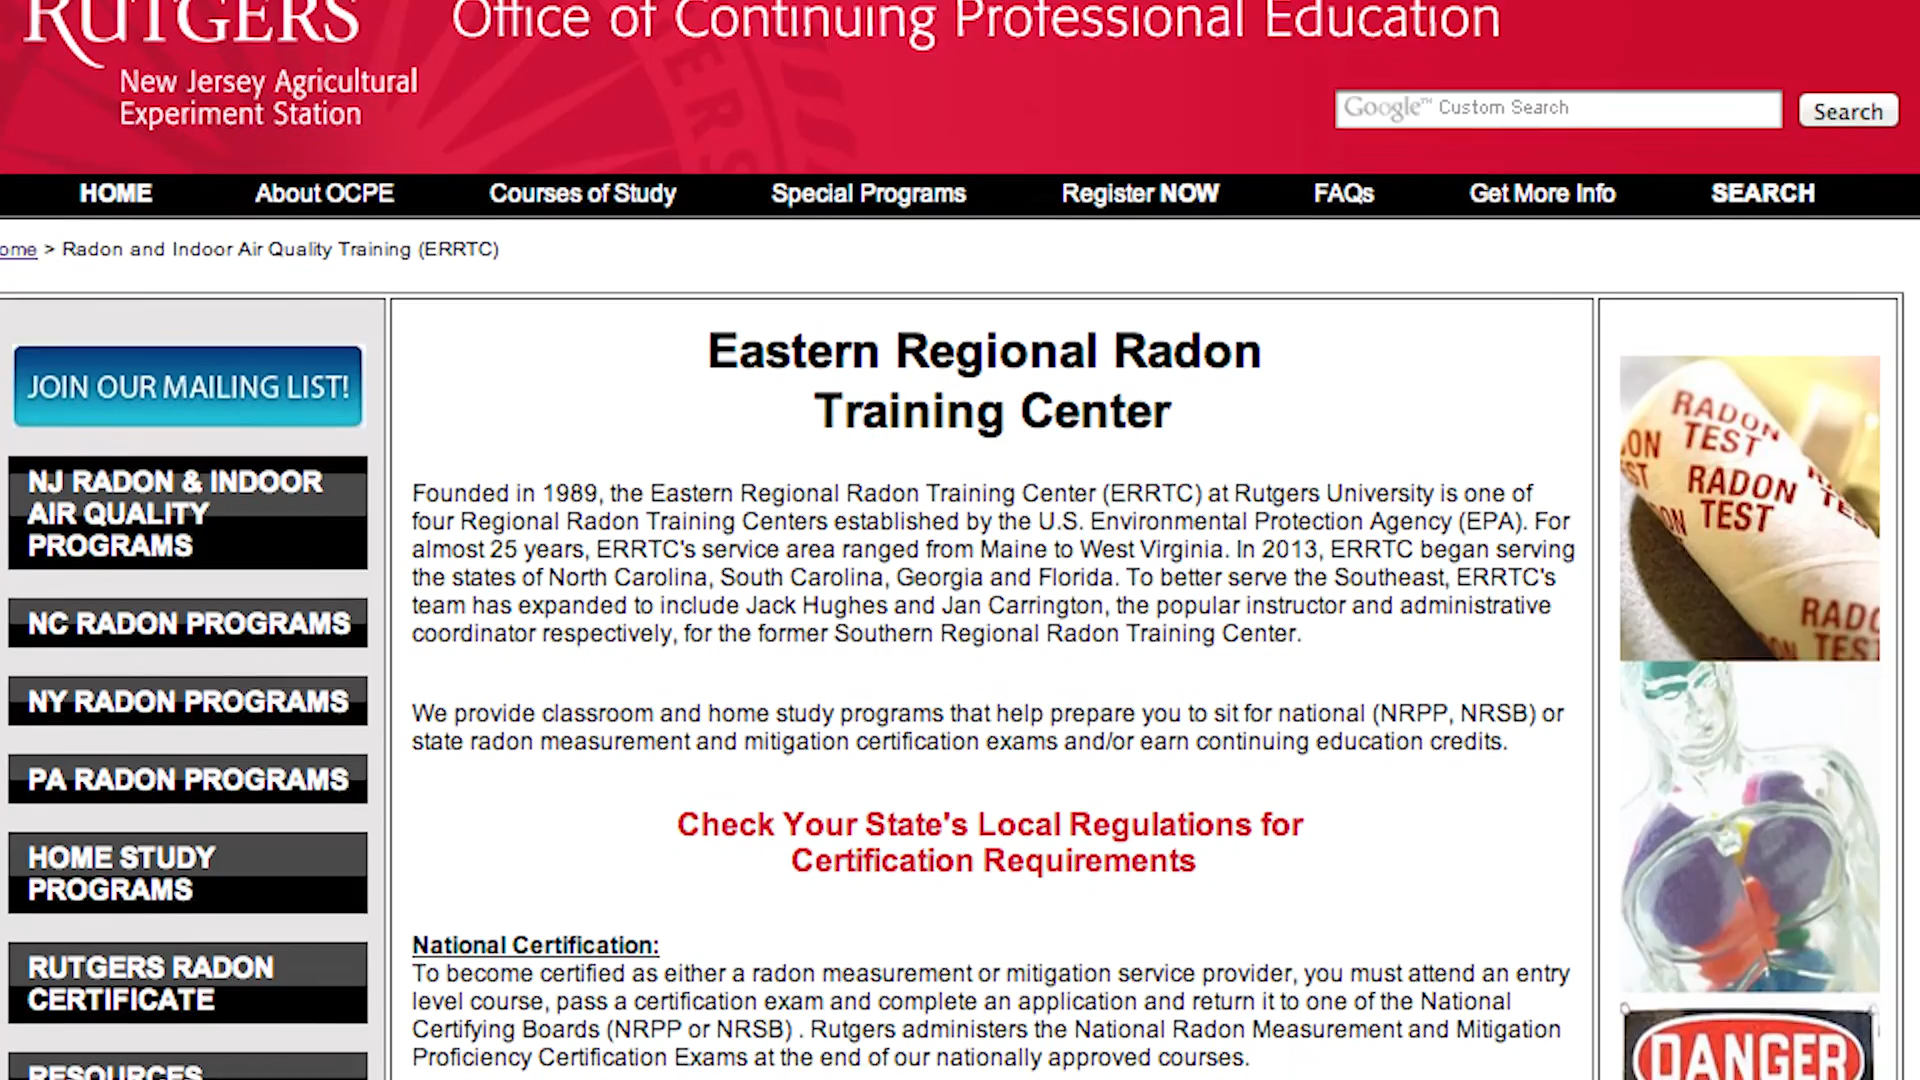 RUTGERS
Office of Continuing Professional Education
New Jersey Agricultural
Experiment Station
Google™ Custom Search
Search
HOME
About OCPE
Courses of Study
Special Programs
Register NOW
FAQs
Get More Info
SEARCH
ome > Radon and Indoor Air Quality Training (ERRTC)
JOIN OUR MAILING LIST!
NJ RADON & INDOOR
AIR QUALITY
PROGRAMS
NC RADON PROGRAMS
NY RADON PROGRAMS
PA RADON PROGRAMS
HOME STUDY
PROGRAMS
RUTGERS RADON
CERTIFICATE
RESOURCES
Eastern Regional Radon
Training Center
Founded in 1989, the Eastern Regional Radon Training Center (ERRTC) at Rutgers University is one of
four Regional Radon Training Centers established by the U.S. Environmental Protection Agency (EPA). For
almost 25 years, ERRTC's service area ranged from Maine to West Virginia. In 2013, ERRTC began serving
the states of North Carolina, South Carolina, Georgia and Florida. To better serve the Southeast, ERRTC's
team has expanded to include Jack Hughes and Jan Carrington, the popular instructor and administrative
coordinator respectively, for the former Southern Regional Radon Training Center.
We provide classroom and home study programs that help prepare you to sit for national (NRPP, NRSB) or
state radon measurement and mitigation certification exams and/or earn continuing education credits.
Check Your State's Local Regulations for
Certification Requirements
National Certification:
To become certified as either a radon measurement or mitigation service provider, you must attend an entry
level course, pass a certification exam and complete an application and return it to one of the National
Certifying Boards (NRPP or NRSB) . Rutgers administers the National Radon Measurement and Mitigation
Proficiency Certification Exams at the end of our nationally approved courses.
RADON
TEST
RADON
TEST
DANGER